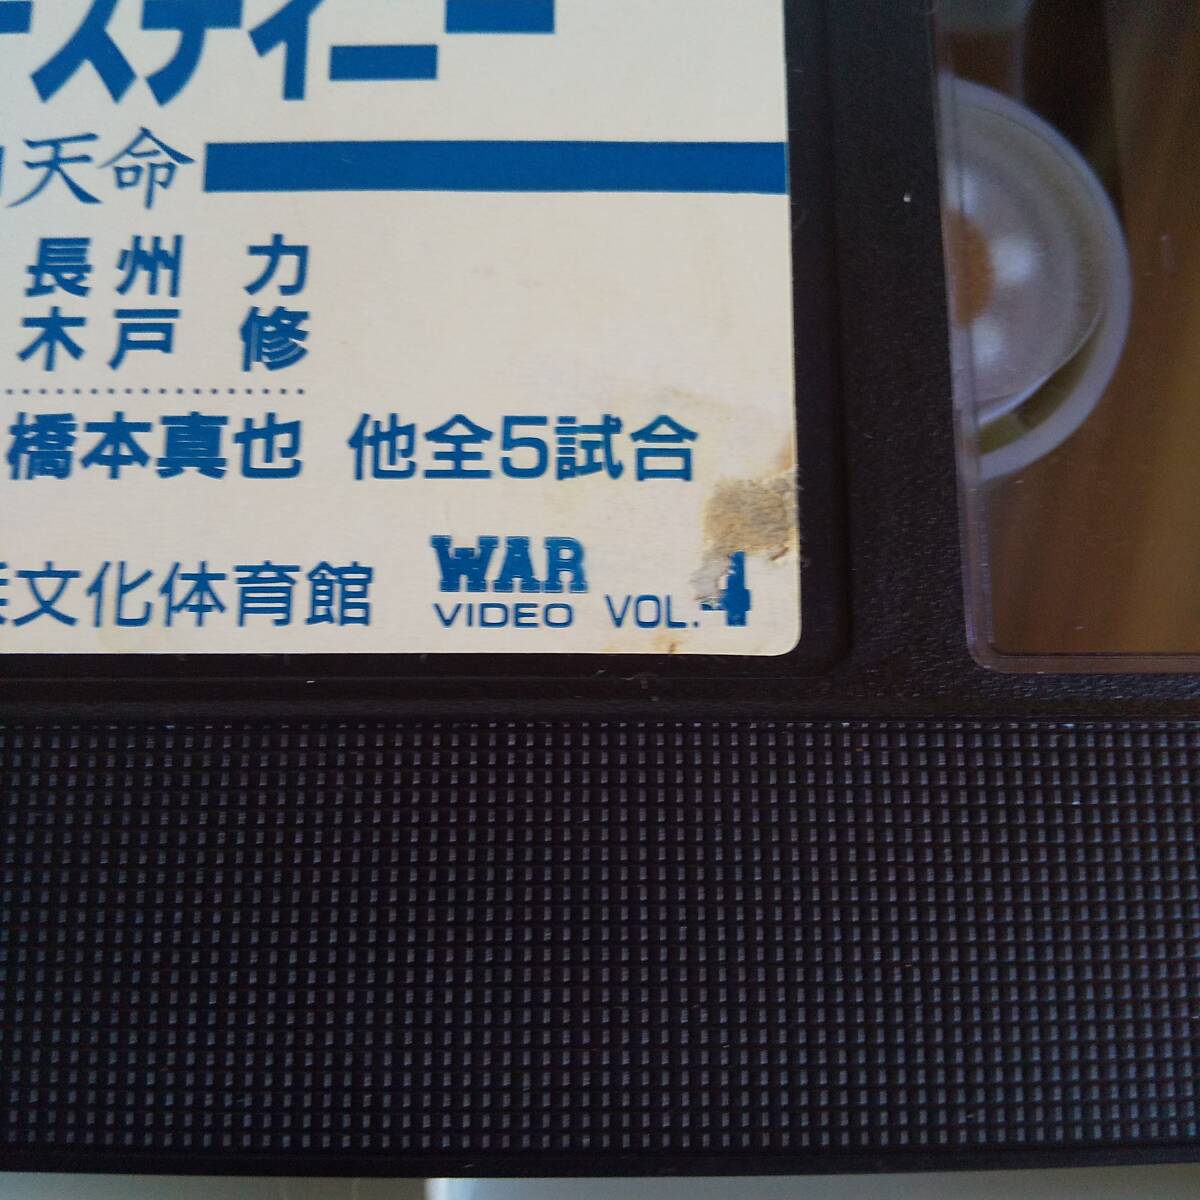 スティニー
天命
長州 力
木戸 修
橋本真也 他全5試合
文化体育館
WAR
VIDEO VOL.4